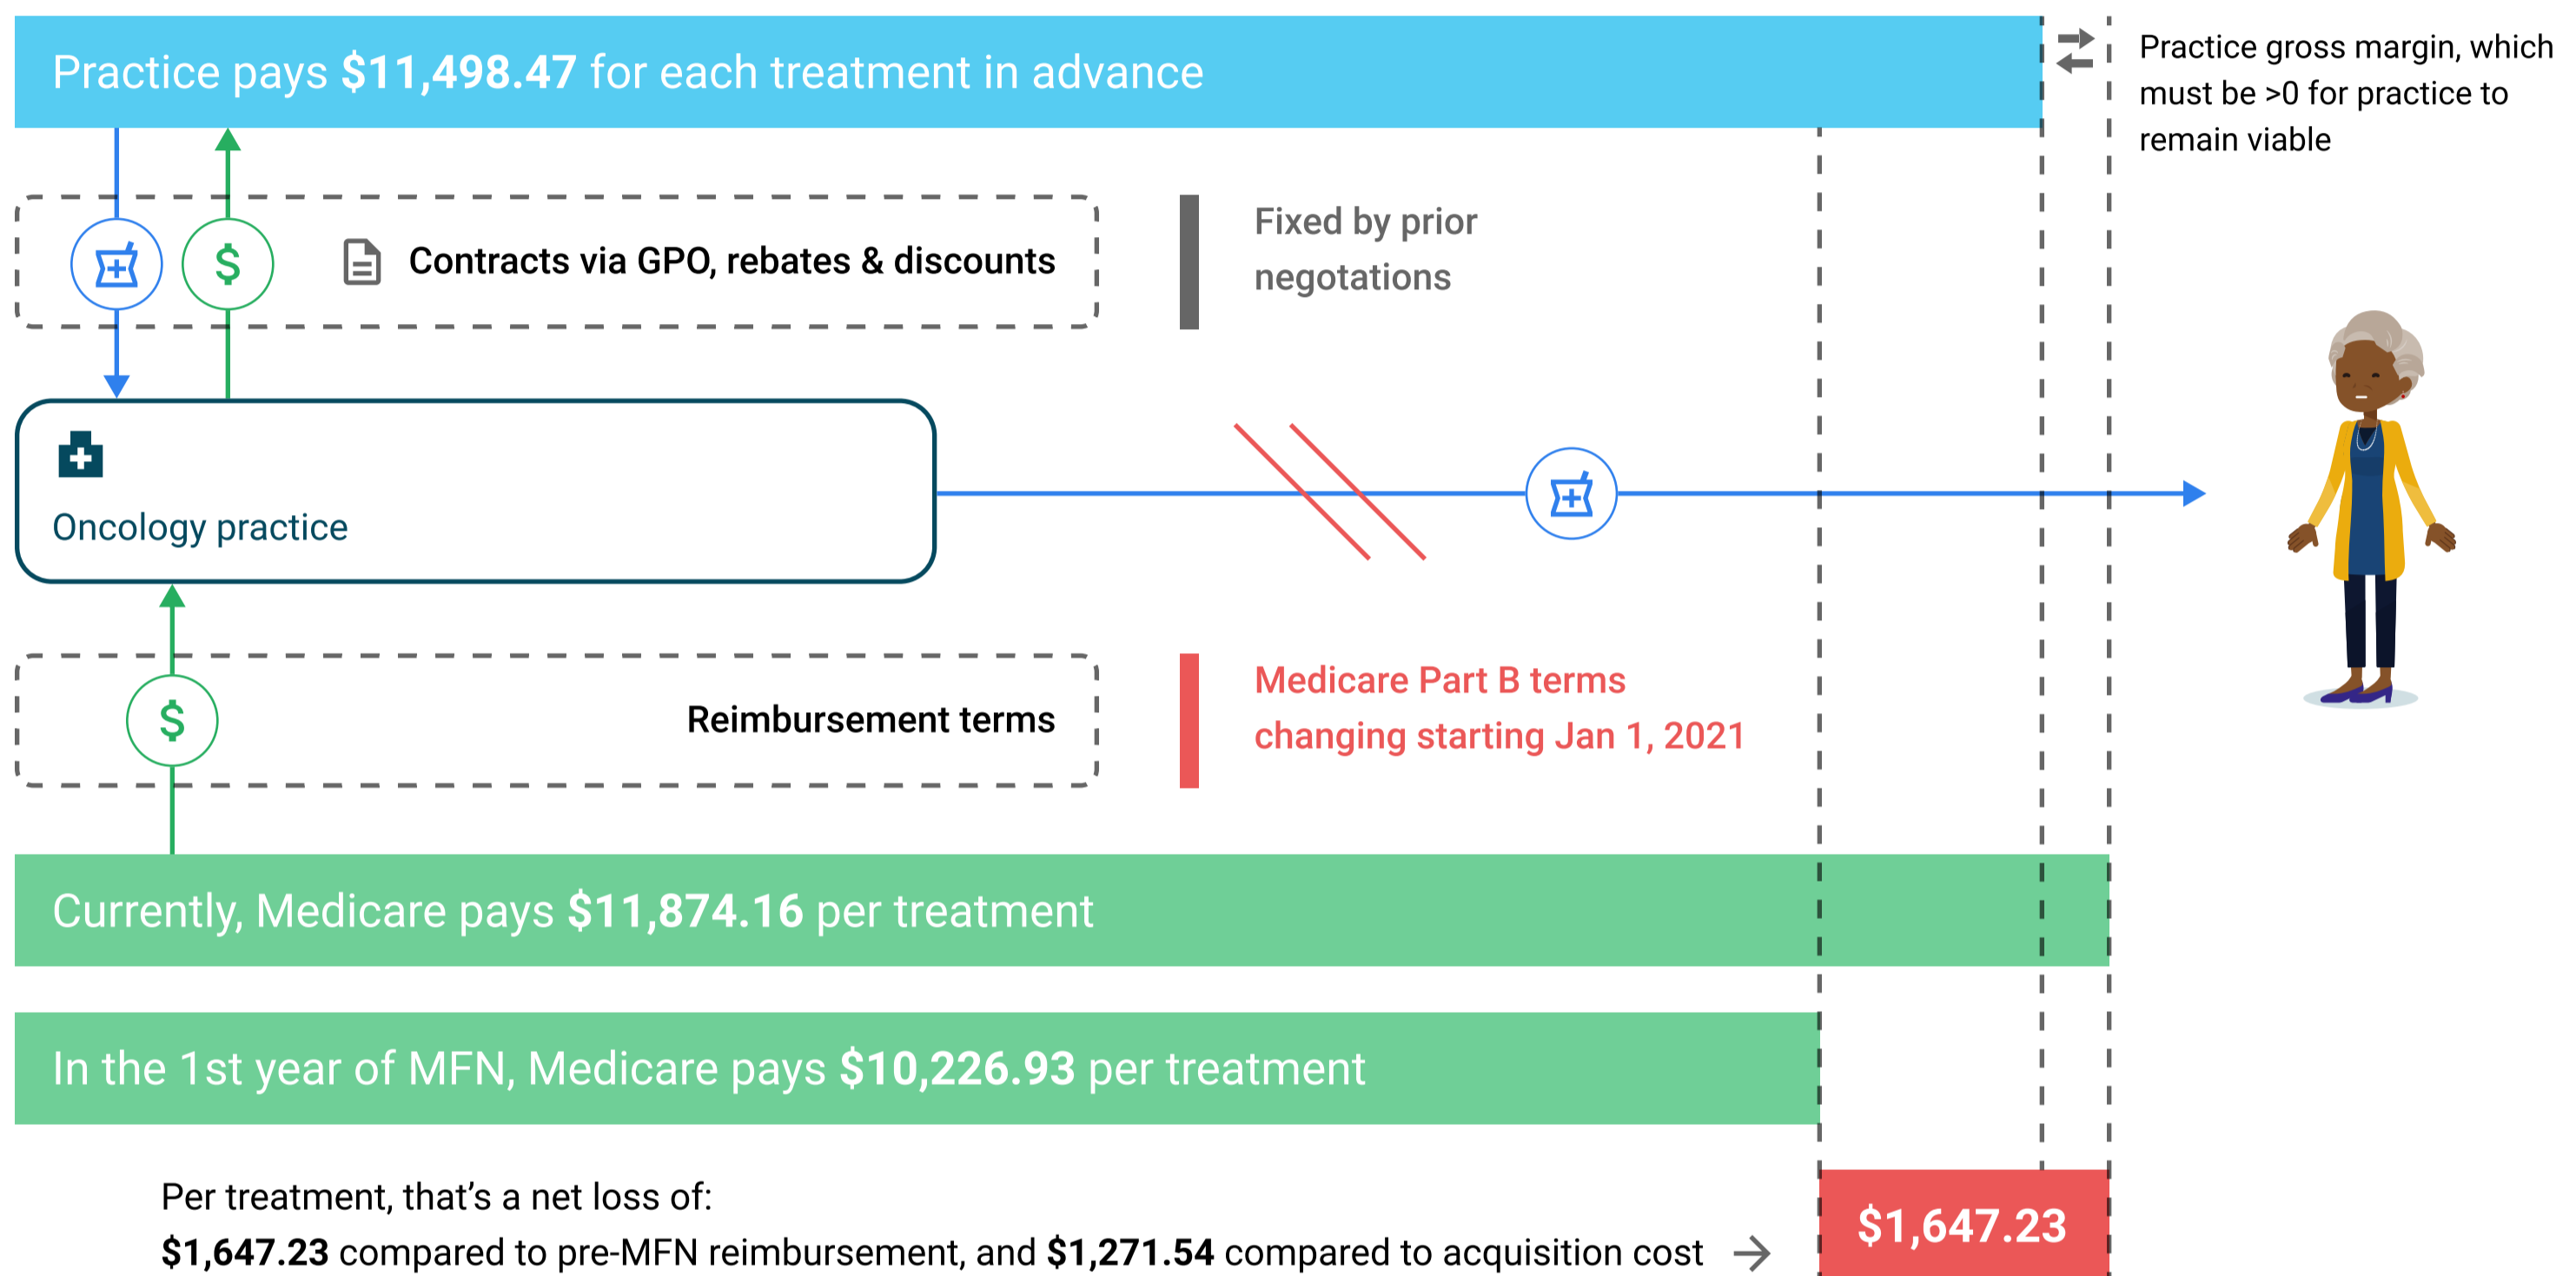 Practice pays $11,498.47 for each treatment in advance
Practice gross margin, which
must be >0 for practice to
remain viable
Contracts via GPO, rebates & discounts
Fixed by prior
negotations
Oncology practice
Reimbursement terms
Medicare Part B terms
changing starting Jan 1, 2021
Currently, Medicare pays $11,874.16 per treatment
In the 1st year of MFN, Medicare pays $10,226.93 per treatment
Per treatment, that’s a net loss of:
$1,647.23 compared to pre-MFN reimbursement, and $1,271.54 compared to acquisition cost
$1,647.23